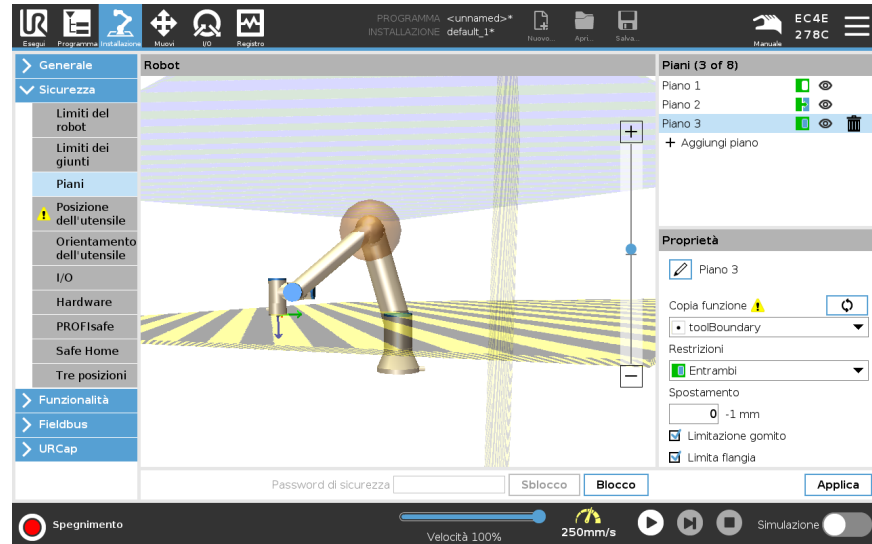 UR
Esegui
Programma
Installazione
Muovi
I/O
Registro
PROGRAMMA <unnamed>*
INSTALLAZIONE default_1*
Nuovo...
Apri...
Salva...
Manuale
EC4E
278C
Generale
Sicurezza
Limiti del
robot
Limiti dei
giunti
Piani
Posizione
dell'utensile
Orientamento
dell'utensile
I/O
Hardware
PROFIsafe
Safe Home
Tre posizioni
Funzionalità
Fieldbus
URCap
Robot
Piani (3 of 8)
Piano 1
Piano 2
Piano 3
+ Aggiungi piano
Proprietà
Piano 3
Copia funzione
toolBoundary
Restrizioni
Entrambi
Spostamento
0 -1 mm
Limitazione gomito
Limita flangia
Password di sicurezza
Sblocco
Blocco
Applica
Spegnimento
Velocità 100%
250mm/s
Simulazione